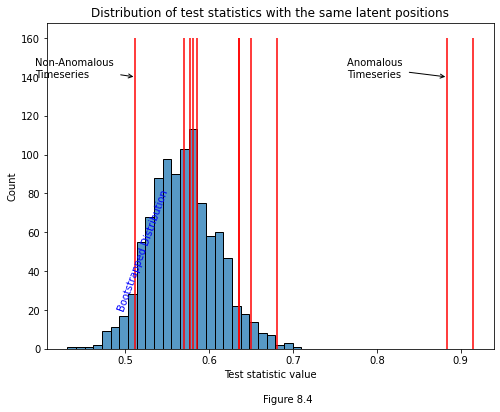 Distribution of test statistics with the same latent positions
160
140
120
100
80
60
40
20
0
Count
Non-Anomalous
Timeseries
Anomalous
Timeseries
Bootstrapped Distribution
0.5
0.6
0.7
0.8
0.9
Test statistic value
Figure 8.4